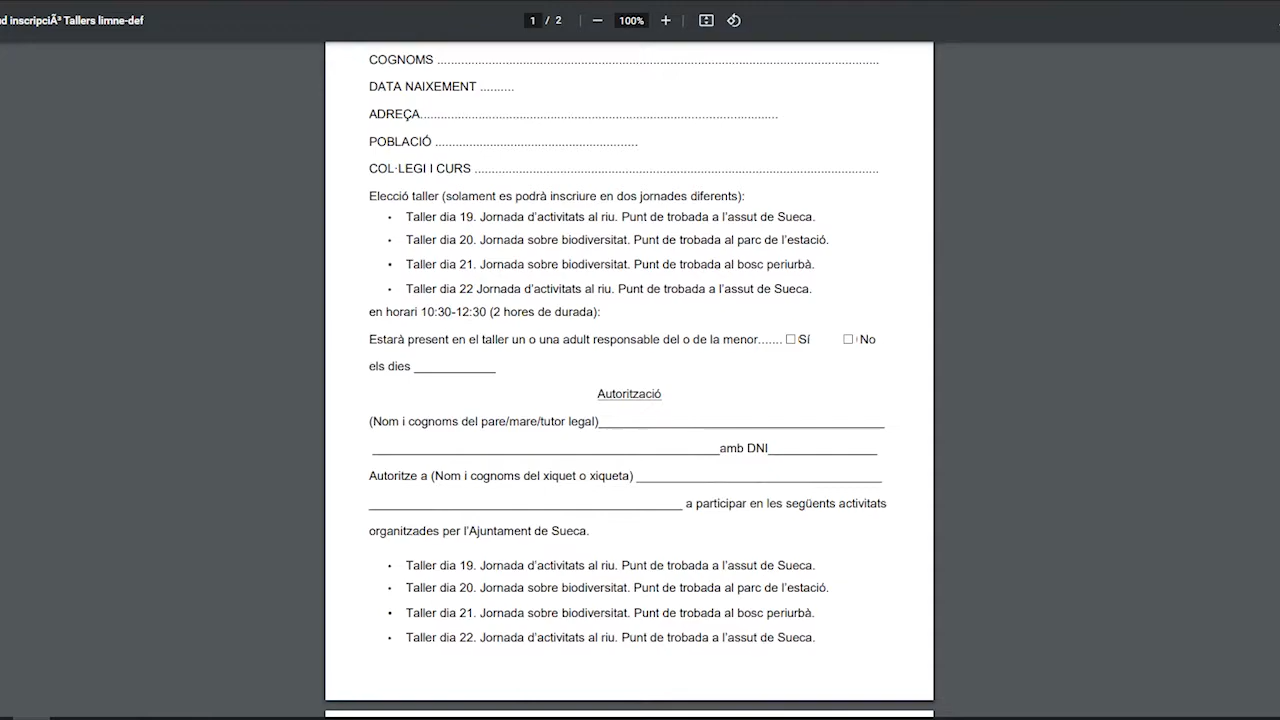 ud inscripciÃ³ Tallers limne-def
1 / 2
100%
COGNOMS ................................................................................................................................
DATA NAIXEMENT ..........
ADREÇA........................................................................................................
POBLACIÓ ...........................................................
COL·LEGI I CURS .....................................................................................................................
Elecció taller (solament es podrà inscriure en dos jornades diferents):
• Taller dia 19. Jornada d’activitats al riu. Punt de trobada a l’assut de Sueca.
• Taller dia 20. Jornada sobre biodiversitat. Punt de trobada al parc de l’estació.
• Taller dia 21. Jornada sobre biodiversitat. Punt de trobada al bosc periurbà.
• Taller dia 22 Jornada d’activitats al riu. Punt de trobada a l’assut de Sueca.
en horari 10:30-12:30 (2 hores de durada):
Estarà present en el taller un o una adult responsable del o de la menor....... ☐ Sí ☐ No
els dies ____________
Autorització
(Nom i cognoms del pare/mare/tutor legal)__________________________________________
___________________________________________________amb DNI________________
Autoritze a (Nom i cognoms del xiquet o xiqueta) ____________________________________
______________________________________________ a participar en les següents activitats
organitzades per l’Ajuntament de Sueca.
• Taller dia 19. Jornada d’activitats al riu. Punt de trobada a l’assut de Sueca.
• Taller dia 20. Jornada sobre biodiversitat. Punt de trobada al parc de l’estació.
• Taller dia 21. Jornada sobre biodiversitat. Punt de trobada al bosc periurbà.
• Taller dia 22. Jornada d’activitats al riu. Punt de trobada a l’assut de Sueca.